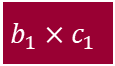 b₁ × c₁